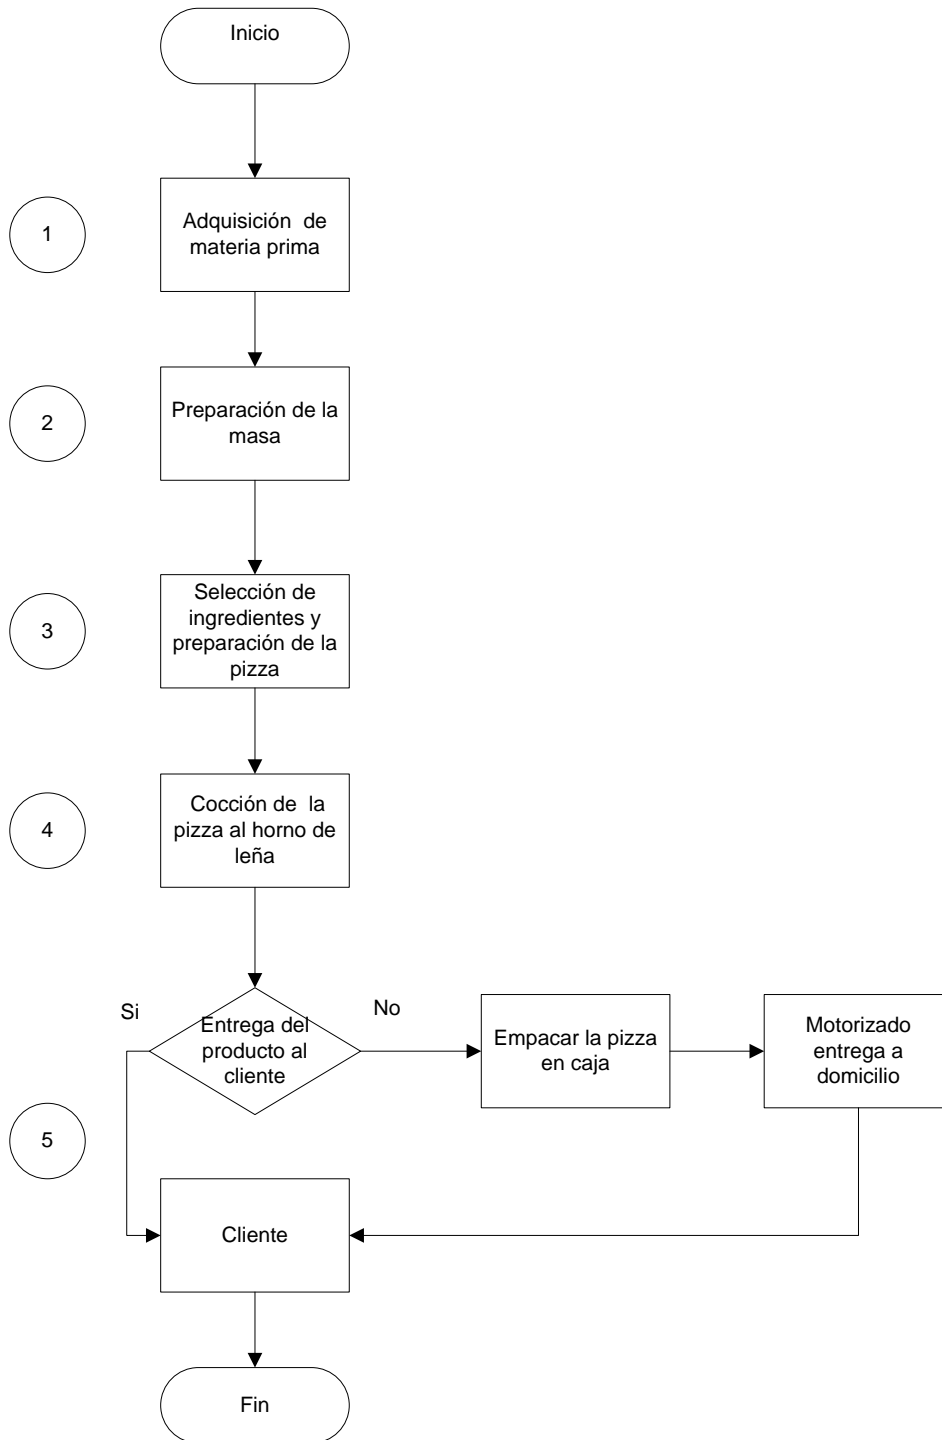 Inicio
1
Adquisición de
materia prima
2
Preparación de la
masa
3
Selección de
ingredientes y
preparación de la
pizza
4
Cocción de la
pizza al horno de
leña
Si
Entrega del
producto al
cliente
No
Empacar la pizza
en caja
Motorizado
entrega a
domicilio
5
Cliente
Fin